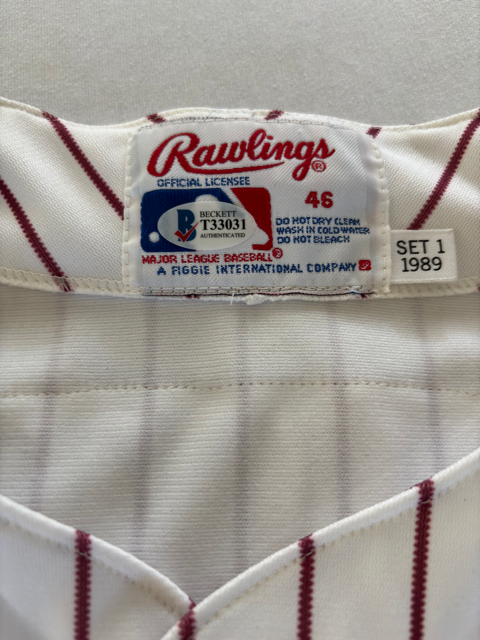 Rawlings®
OFFICIAL LICENSEE
46
BECKETT
T33031
AUTHENTICATED
DO NOT DRY CLEAN
WASH IN COLD WATER
DO NOT BLEACH
MAJOR LEAGUE BASEBALL®
A FIGGIE INTERNATIONAL COMPANY
SET 1
1989